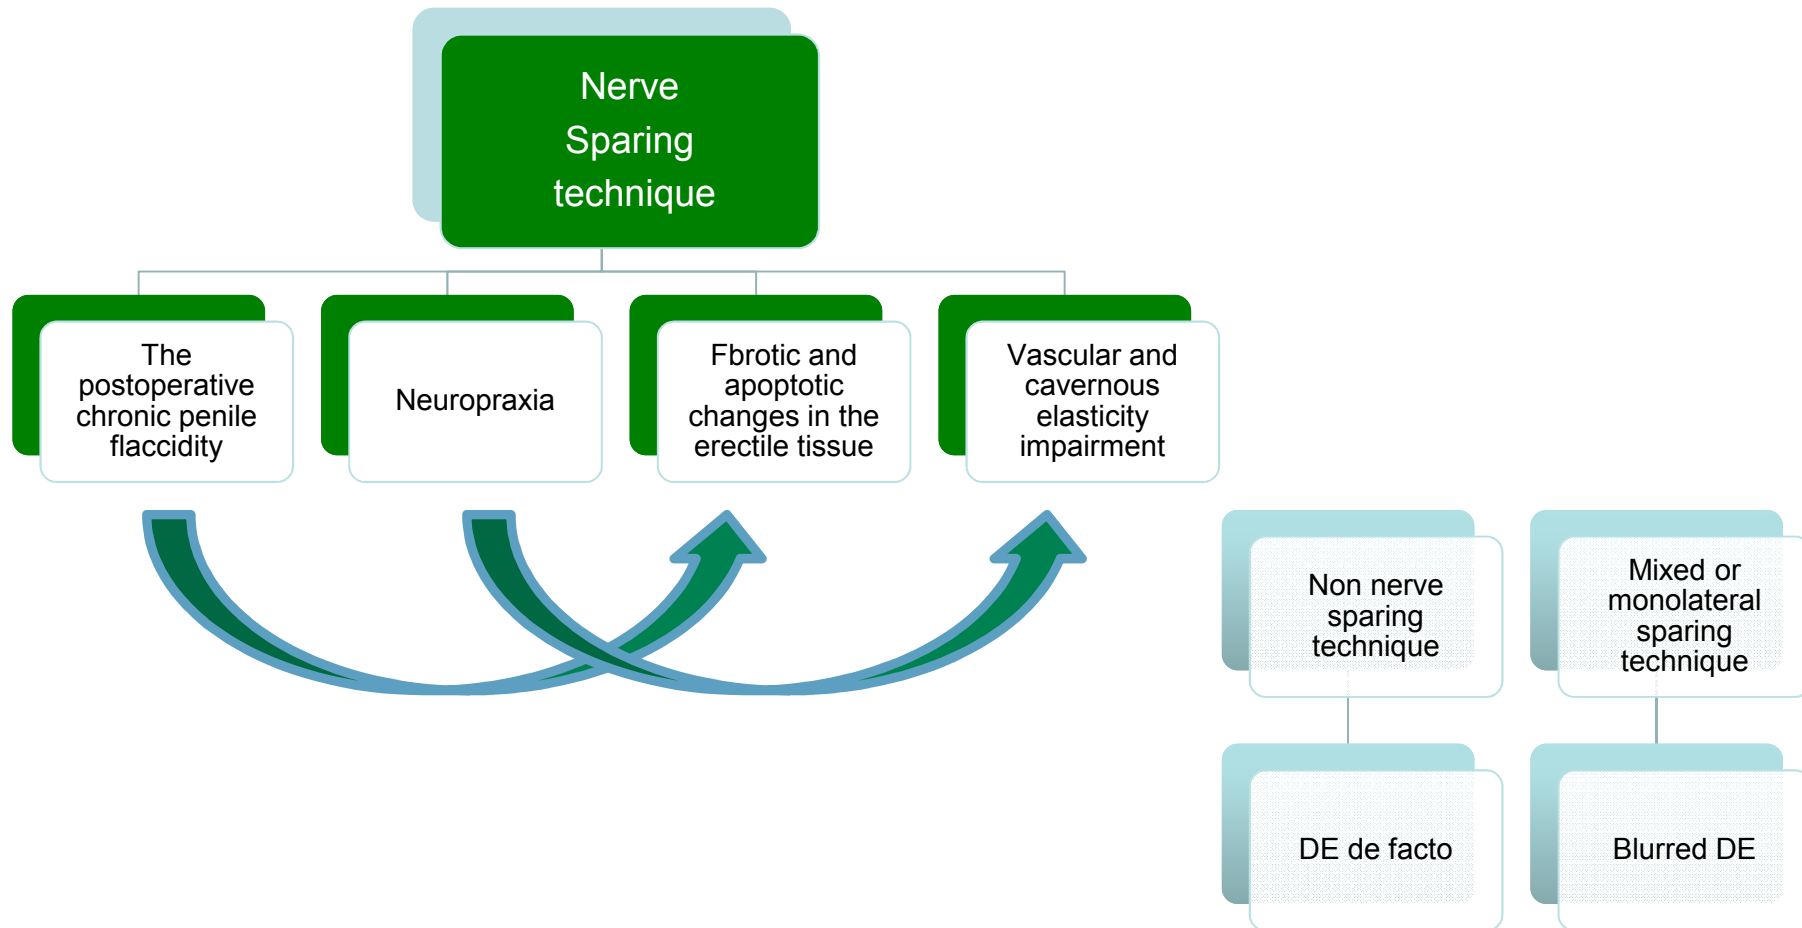 Nerve
Sparing
technique
The
postoperative
chronic penile
flaccidity
Neuropraxia
Fbrotic and
apoptotic
changes in the
erectile tissue
Vascular and
cavernous
elasticity
impairment
Non nerve
sparing
technique
Mixed or
monolateral
sparing
technique
DE de facto
Blurred DE